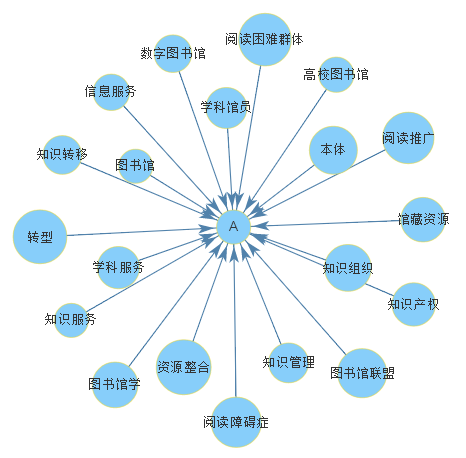 阅读困难群体
数字图书馆
高校图书馆
信息服务
学科馆员
阅读推广
本体
知识转移
图书馆
馆藏资源
A
转型
学科服务
知识组织
知识产权
知识服务
知识管理
资源整合
图书馆联盟
图书馆学
阅读障碍症